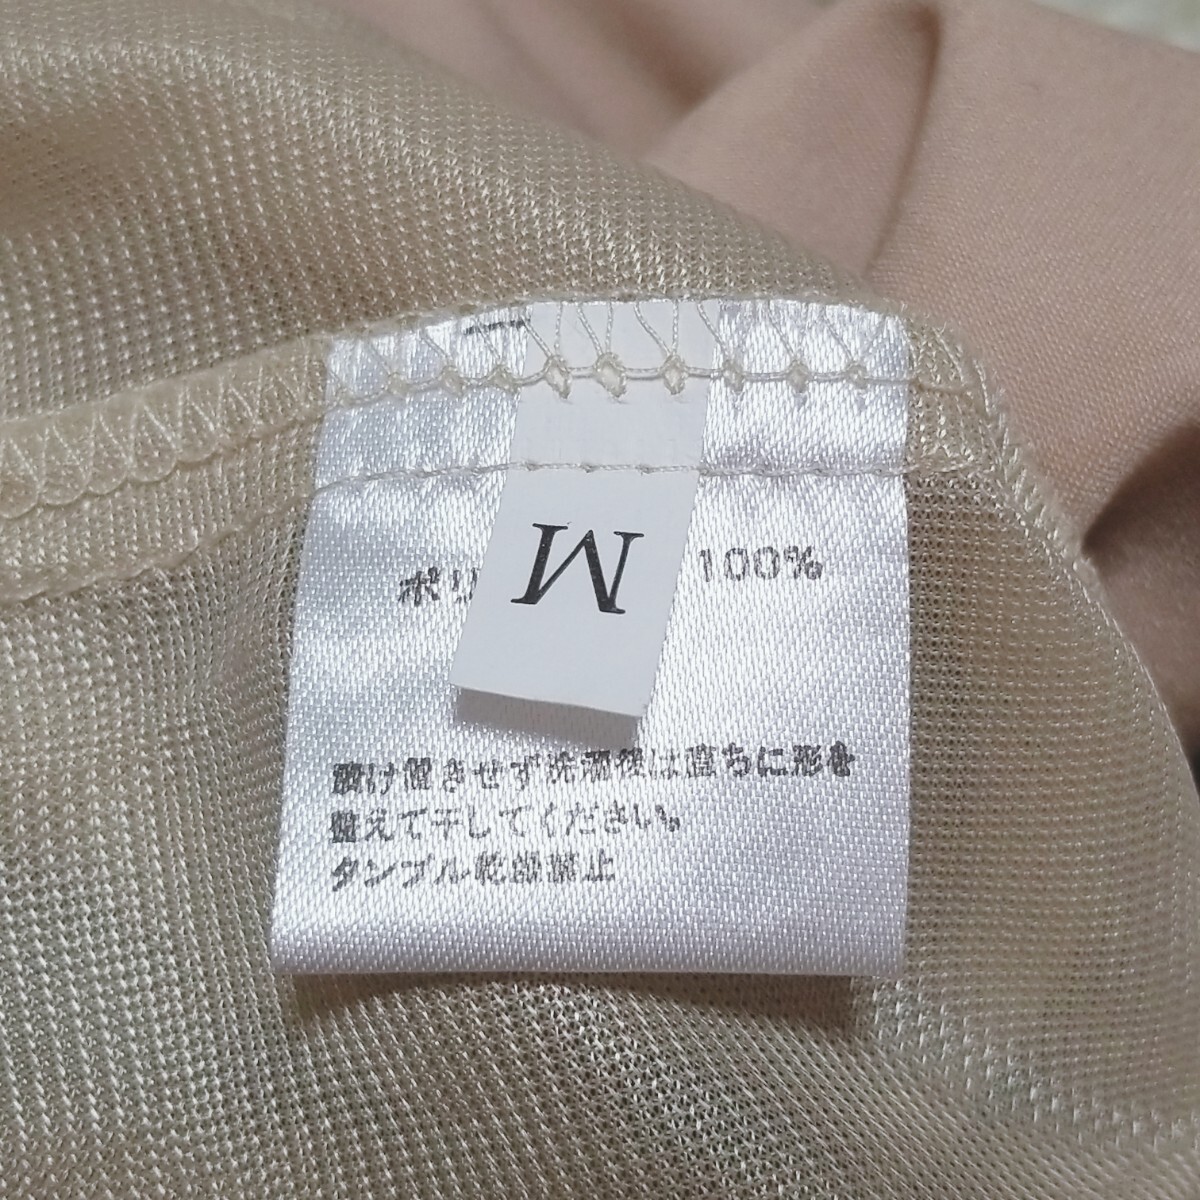 M
ポリ 100%
漬け置きせず洗濯後は直ちに形を
整えて干してください。
タンブル乾燥禁止